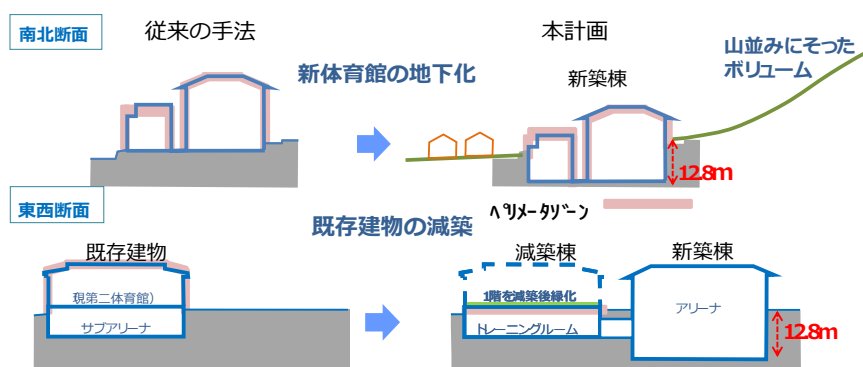 南北断面
従来の手法
本計画
山並みにそった
ボリューム
新体育館の地下化
新築棟
12.8m
東西断面
ペリメータゾーン
既存建物の減築
既存建物
減築棟
新築棟
現第二体育館)
1階を減築後緑化
アリーナ
サブアリーナ
トレーニングルーム
12.8m